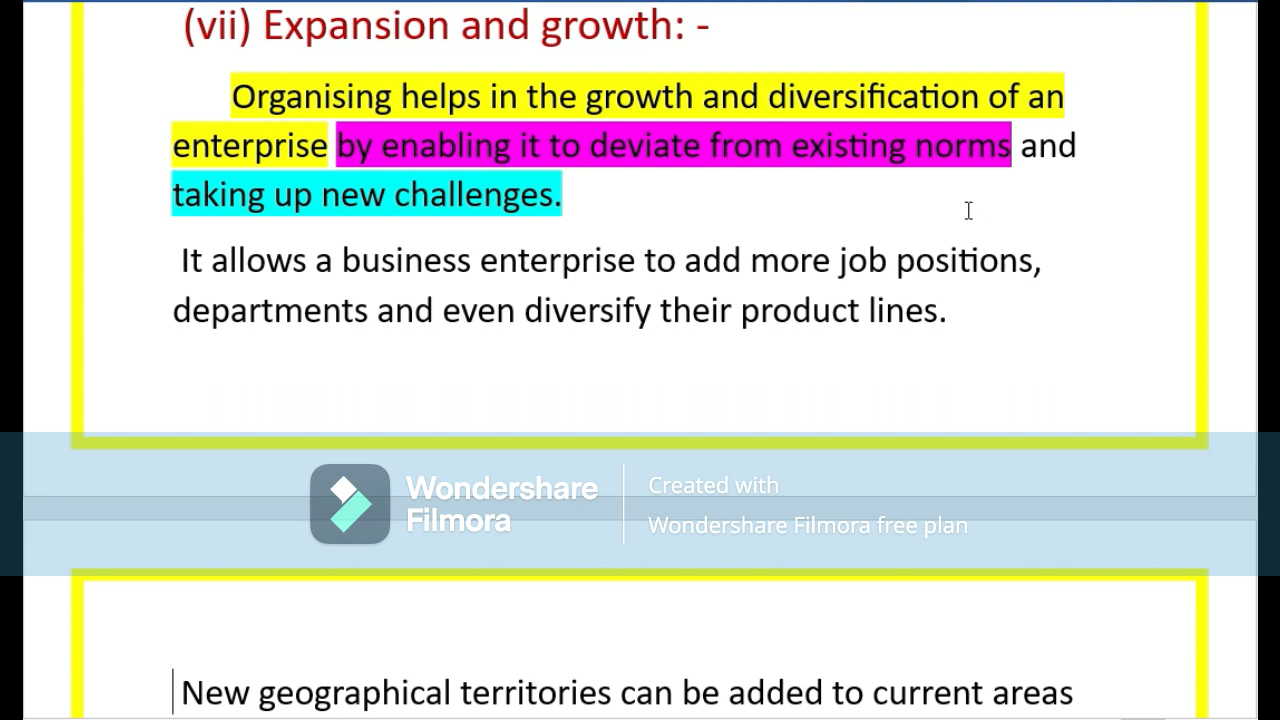 (vii) Expansion and growth: -
Organising helps in the growth and diversification of an
enterprise by enabling it to deviate from existing norms and
taking up new challenges.
It allows a business enterprise to add more job positions,
departments and even diversify their product lines.
Wondershare
Filmora
Created with
Wondershare Filmora free plan
New geographical territories can be added to current areas